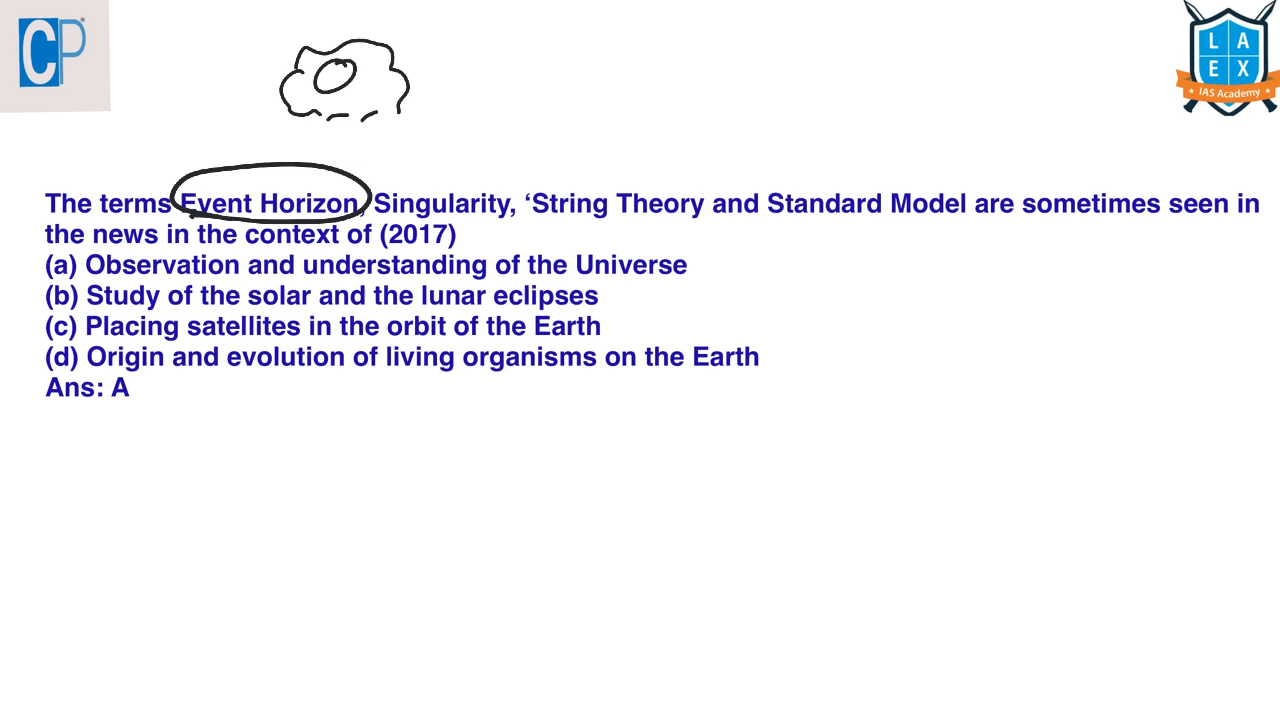 CP®
L A
E X
IAS Academy
The terms Event Horizon, Singularity, ‘String Theory and Standard Model are sometimes seen in
the news in the context of (2017)
(a) Observation and understanding of the Universe
(b) Study of the solar and the lunar eclipses
(c) Placing satellites in the orbit of the Earth
(d) Origin and evolution of living organisms on the Earth
Ans: A